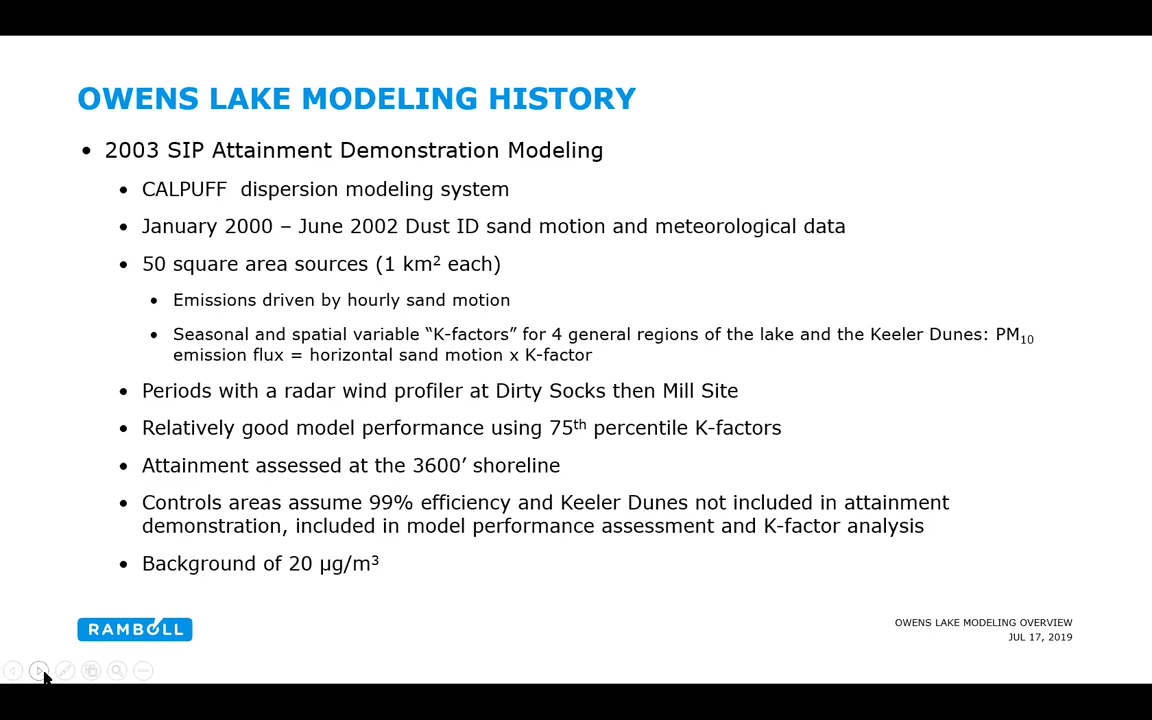 OWENS LAKE MODELING HISTORY
• 2003 SIP Attainment Demonstration Modeling
• CALPUFF dispersion modeling system
• January 2000 – June 2002 Dust ID sand motion and meteorological data
• 50 square area sources (1 km² each)
• Emissions driven by hourly sand motion
• Seasonal and spatial variable “K-factors” for 4 general regions of the lake and the Keeler Dunes: PM₁₀
emission flux = horizontal sand motion x K-factor
• Periods with a radar wind profiler at Dirty Socks then Mill Site
• Relatively good model performance using 75ᵗʰ percentile K-factors
• Attainment assessed at the 3600’ shoreline
• Controls areas assume 99% efficiency and Keeler Dunes not included in attainment
demonstration, included in model performance assessment and K-factor analysis
• Background of 20 µg/m³
RAMBOLL
OWENS LAKE MODELING OVERVIEW
JUL 17, 2019